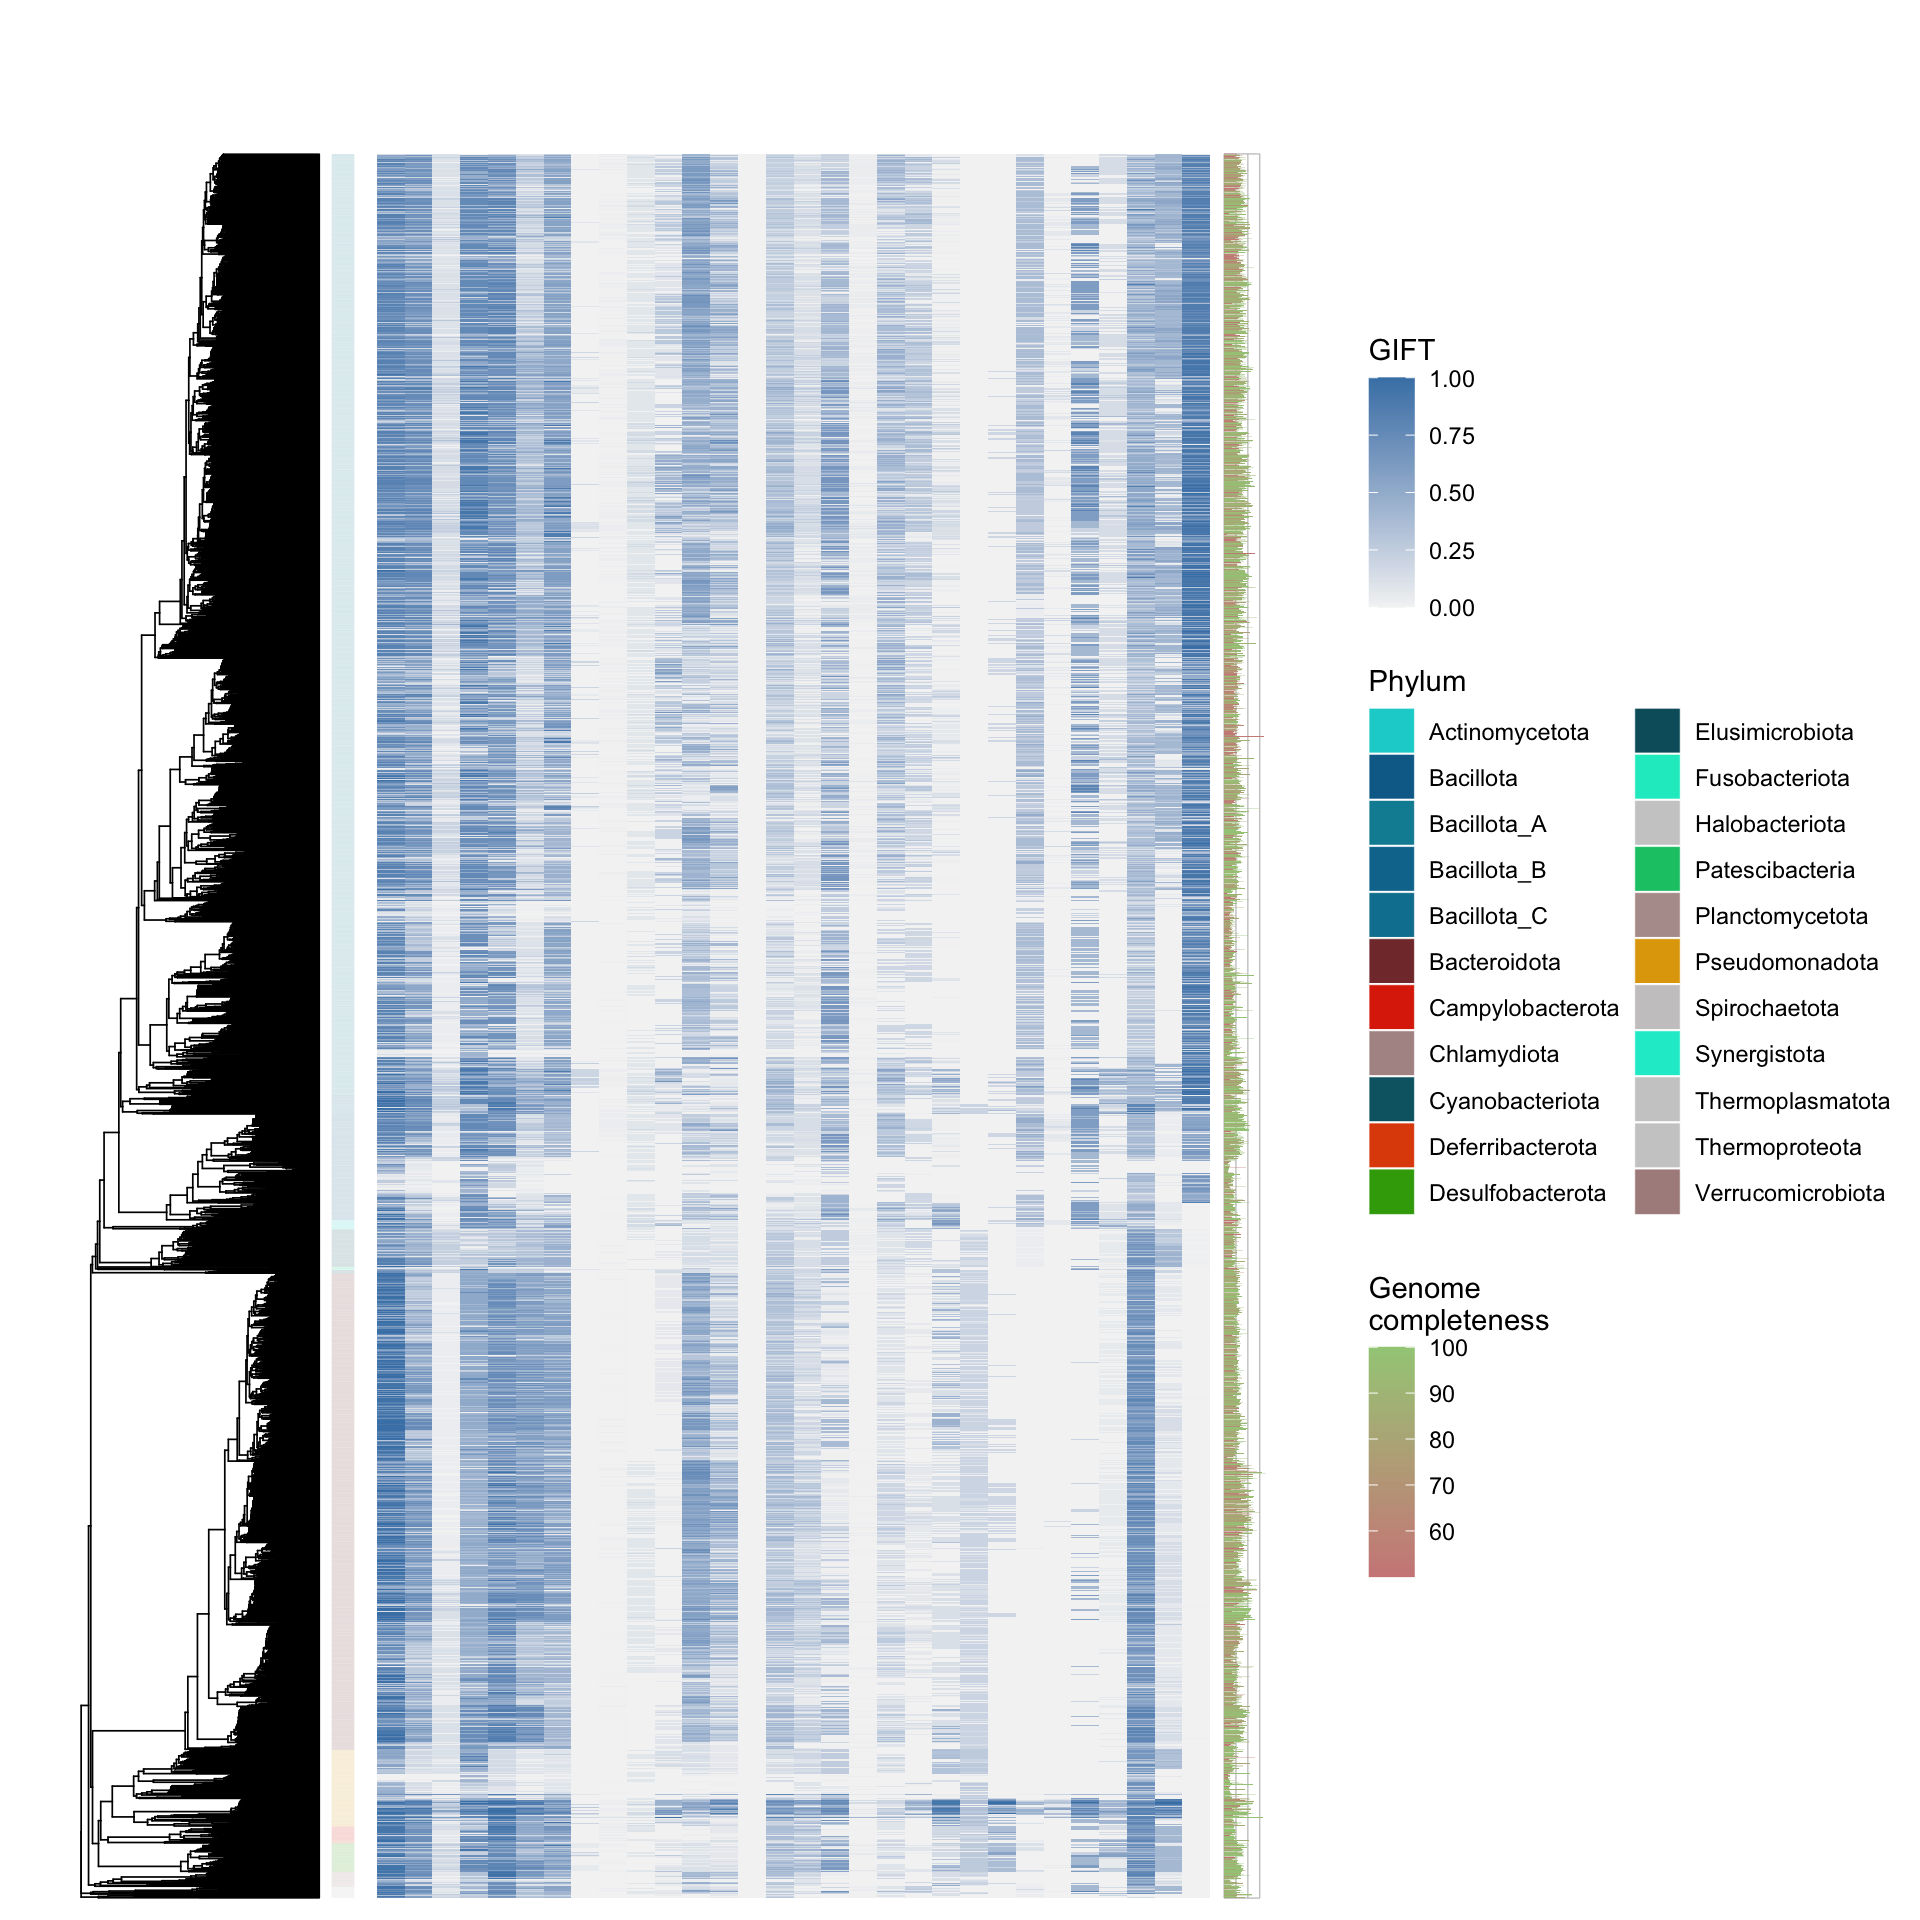 GIFT
1.00
0.75
0.50
0.25
0.00
Phylum
Actinomycetota
Bacillota
Bacillota_A
Bacillota_B
Bacillota_C
Bacteroidota
Campylobacterota
Chlamydiota
Cyanobacteriota
Deferribacterota
Desulfobacterota
Elusimicrobiota
Fusobacteriota
Halobacteriota
Patescibacteria
Planctomycetota
Pseudomonadota
Spirochaetota
Synergistota
Thermoplasmatota
Thermoproteota
Verrucomicrobiota
Genome
completeness
100
90
80
70
60